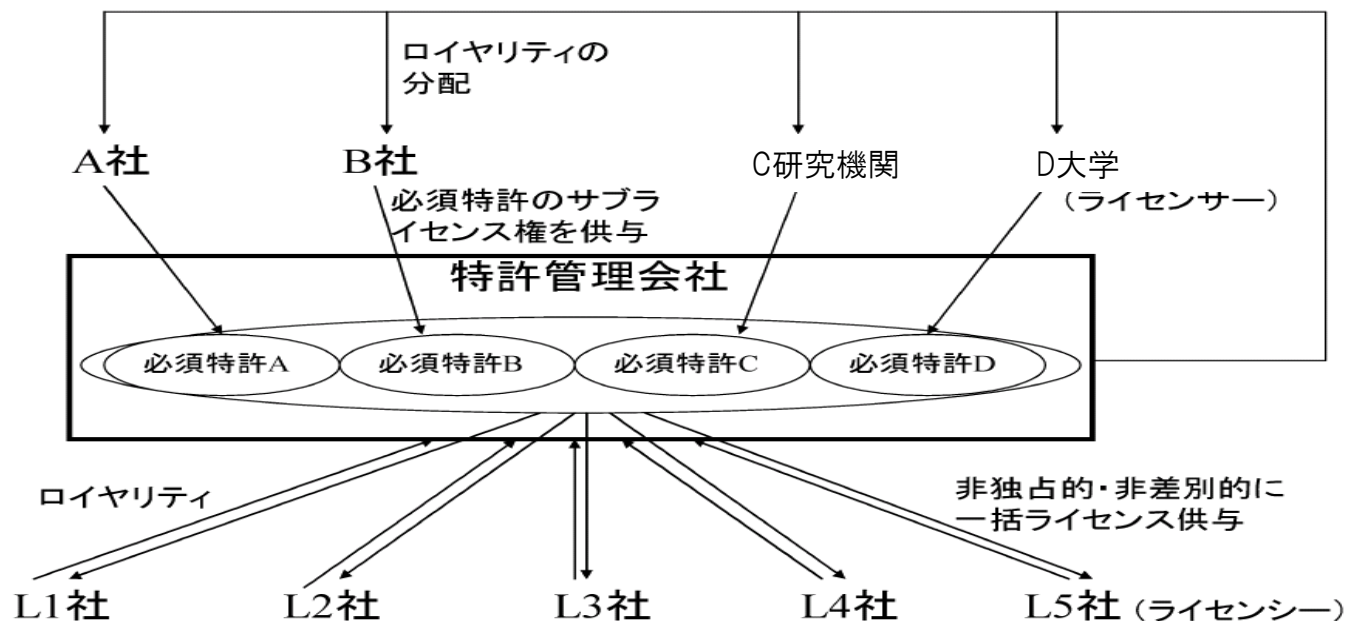 ロイヤリティの
分配
A社
B社
C研究機関
D大学
(ライセンサー)
必須特許のサブラ
イセンス権を供与
特許管理会社
必須特許A
必須特許B
必須特許C
必須特許D
ロイヤリティ
非独占的・非差別的に
一括ライセンス供与
L1社
L2社
L3社
L4社
L5社 (ライセンシー)